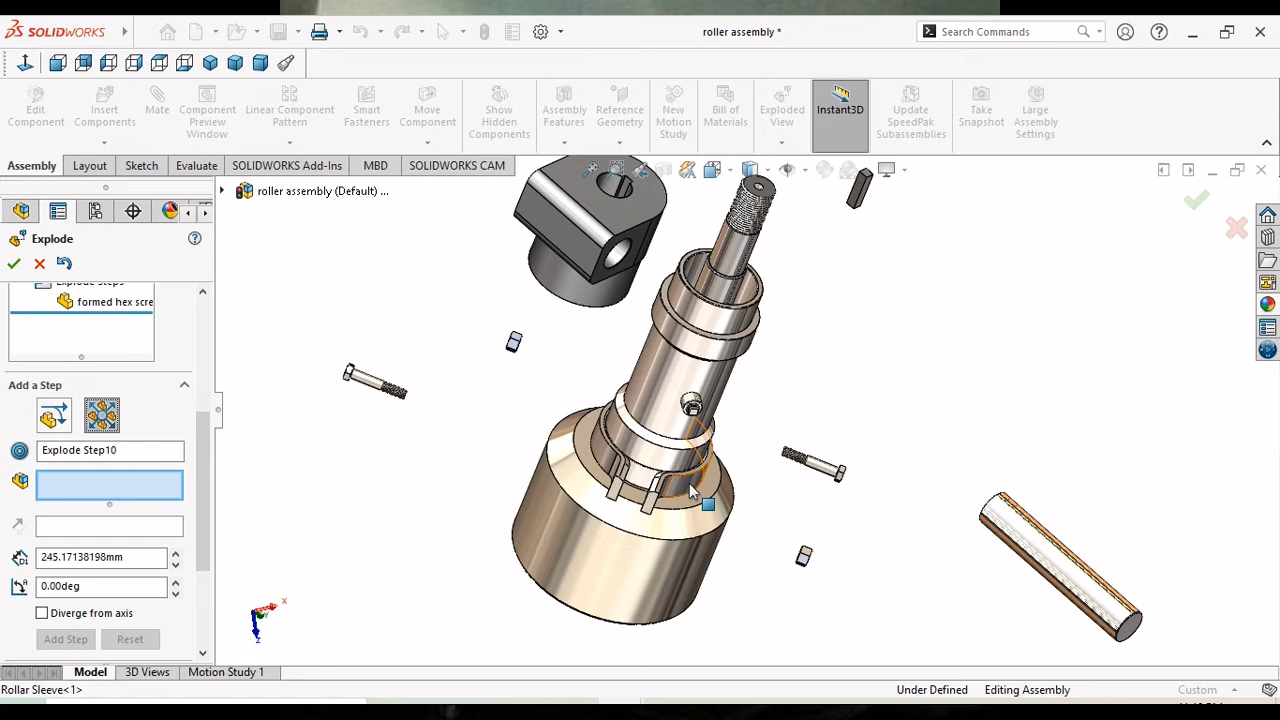 SOLIDWORKS
roller assembly *
Search Commands
Edit Component
Insert Components
Mate
Component Preview Window
Linear Component Pattern
Smart Fasteners
Move Component
Show Hidden Components
Assembly Features
Reference Geometry
New Motion Study
Bill of Materials
Exploded View
Instant3D
Update SpeedPak Subassemblies
Take Snapshot
Large Assembly Settings
Assembly
Layout
Sketch
Evaluate
SOLIDWORKS Add-Ins
MBD
SOLIDWORKS CAM
roller assembly (Default) ...
Explode
formed hex scre
Add a Step
Explode Step10
245.17138198mm
0.00deg
Diverge from axis
Add Step
Reset
X
Y
Z
Model
3D Views
Motion Study 1
Rollar Sleeve<1>
Under Defined
Editing Assembly
Custom